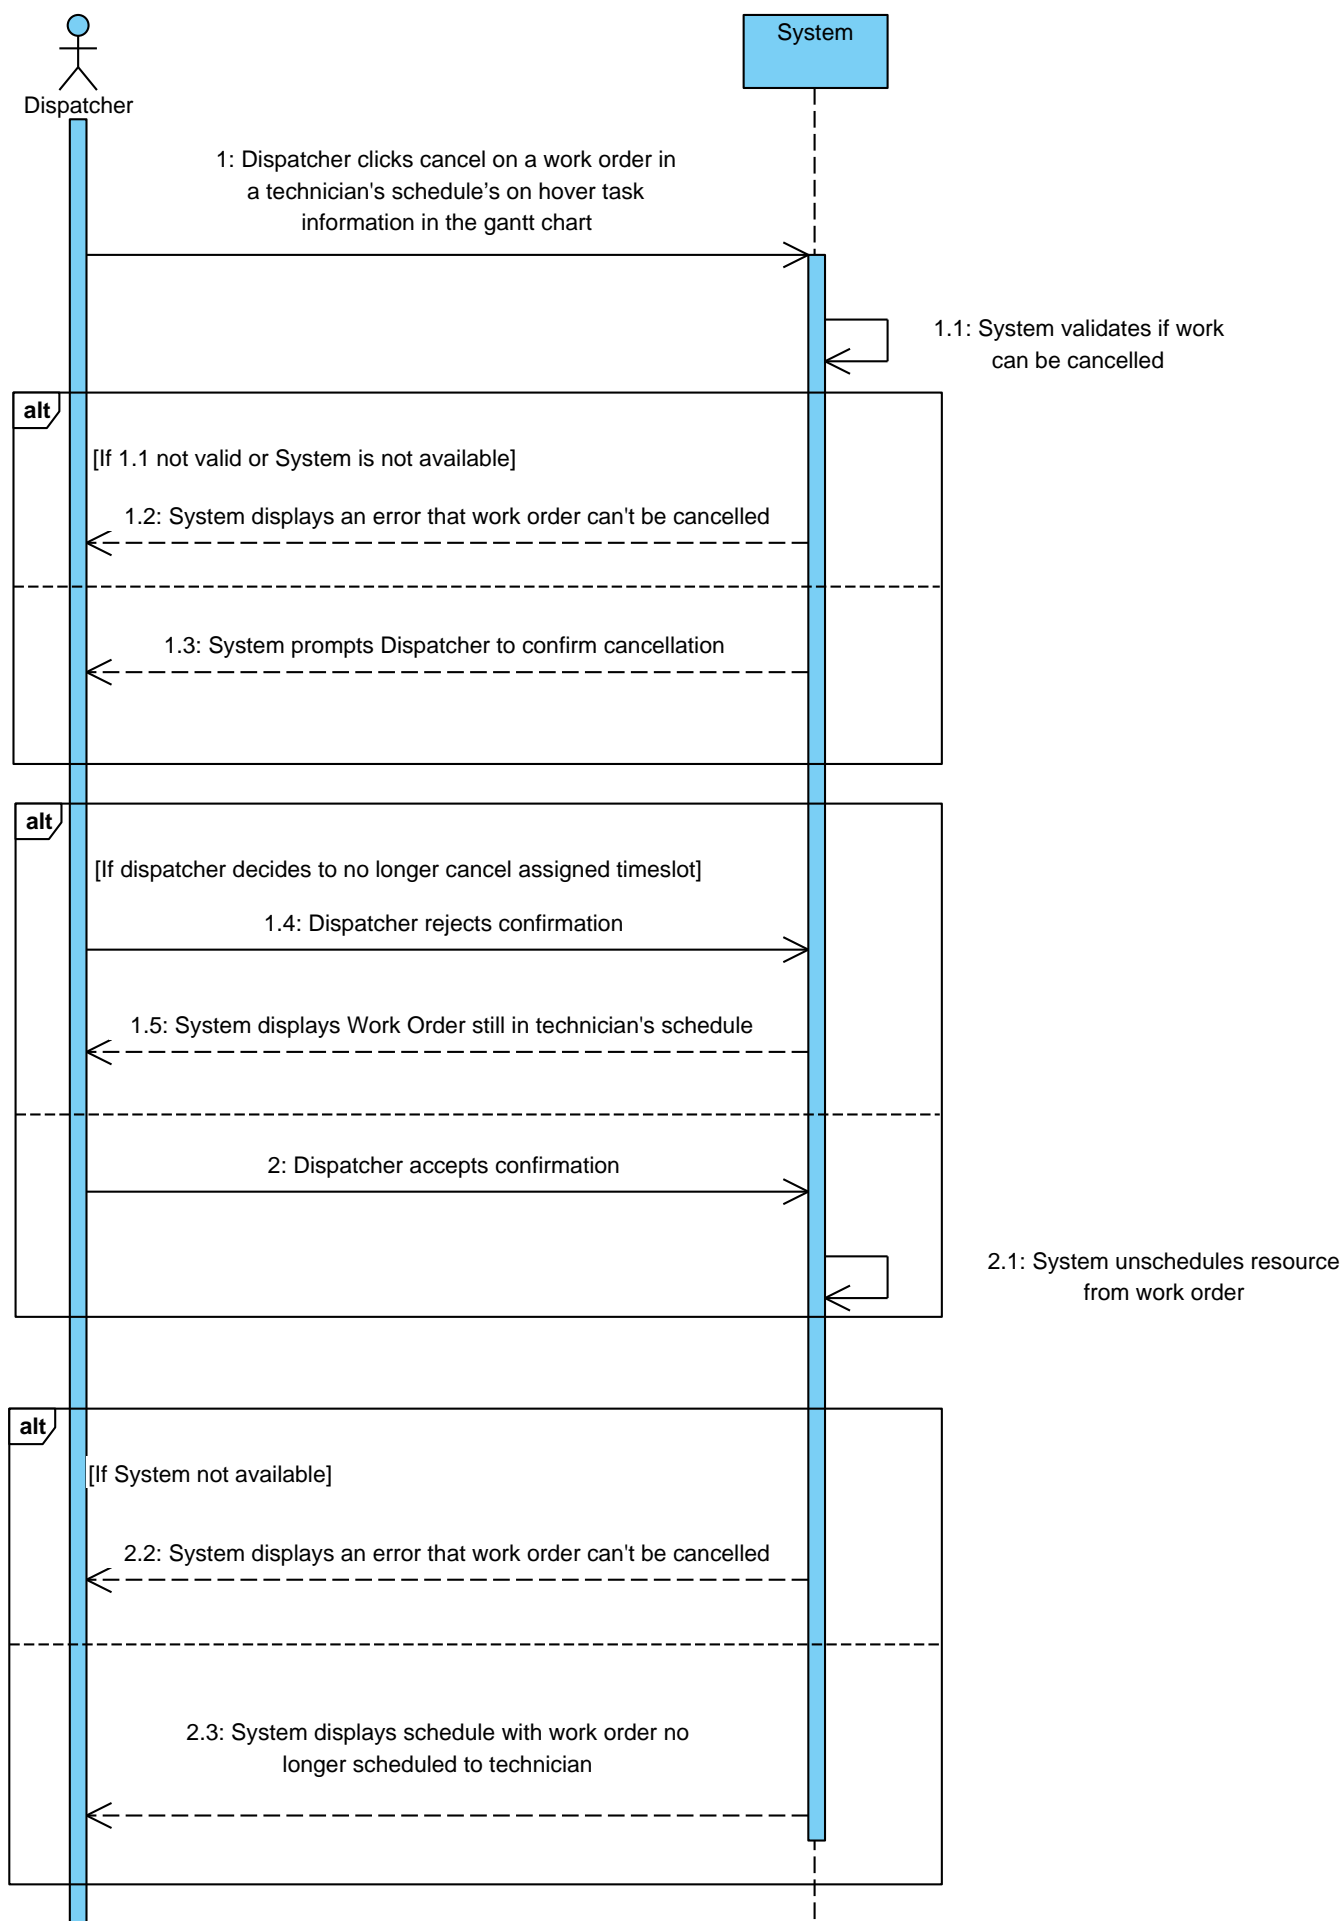 System
Dispatcher
1: Dispatcher clicks cancel on a work order in
a technician's schedule’s on hover task
information in the gantt chart
1.1: System validates if work
can be cancelled
alt
[If 1.1 not valid or System is not available]
1.2: System displays an error that work order can't be cancelled
1.3: System prompts Dispatcher to confirm cancellation
alt
[If dispatcher decides to no longer cancel assigned timeslot]
1.4: Dispatcher rejects confirmation
1.5: System displays Work Order still in technician's schedule
2: Dispatcher accepts confirmation
2.1: System unschedules resource
from work order
alt
[If System not available]
2.2: System displays an error that work order can't be cancelled
2.3: System displays schedule with work order no
longer scheduled to technician